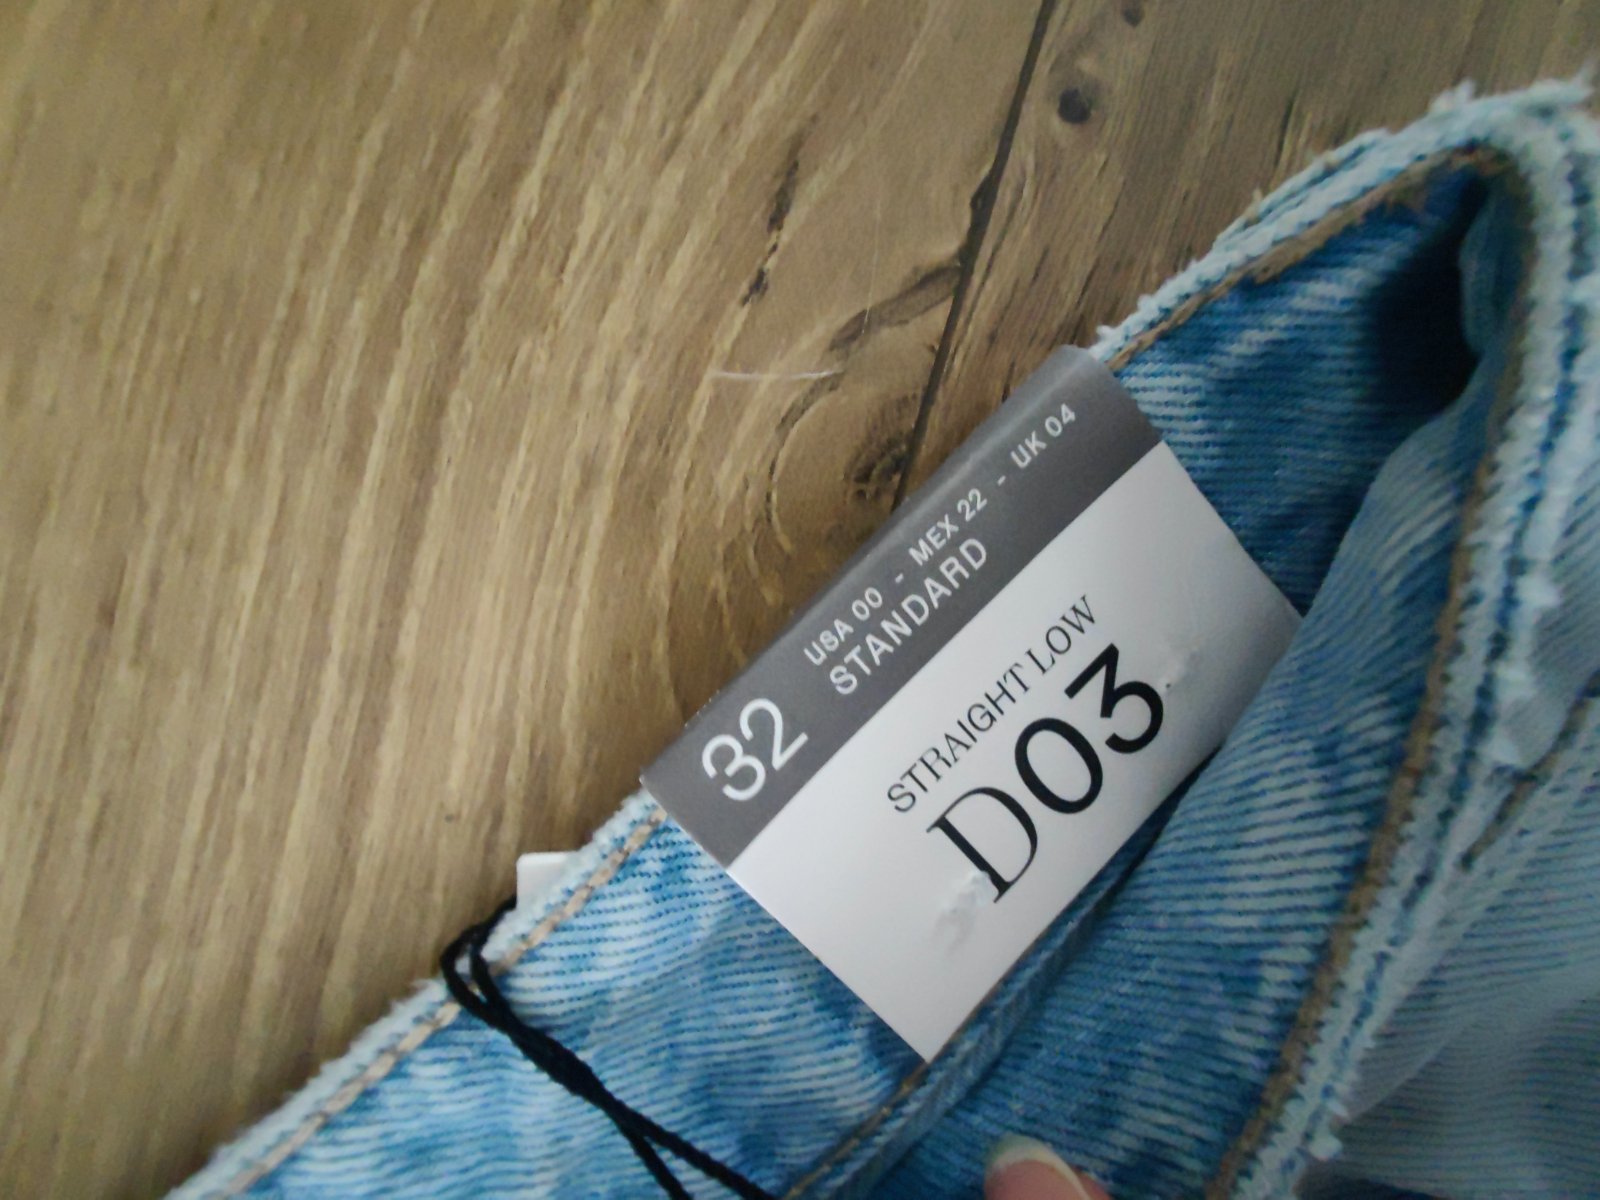 32
USA 00 - MEX 22 - UK 04
STANDARD
STRAIGHT LOW
D03